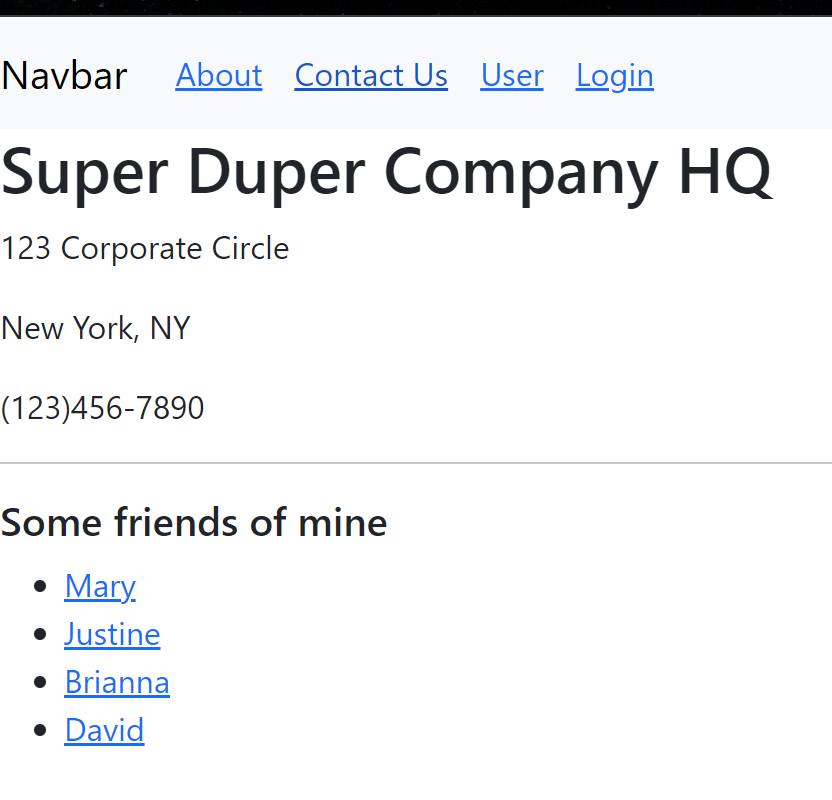 Navbar About Contact Us User Login
Super Duper Company HQ
123 Corporate Circle
New York, NY
(123)456-7890
Some friends of mine
Mary
Justine
Brianna
David